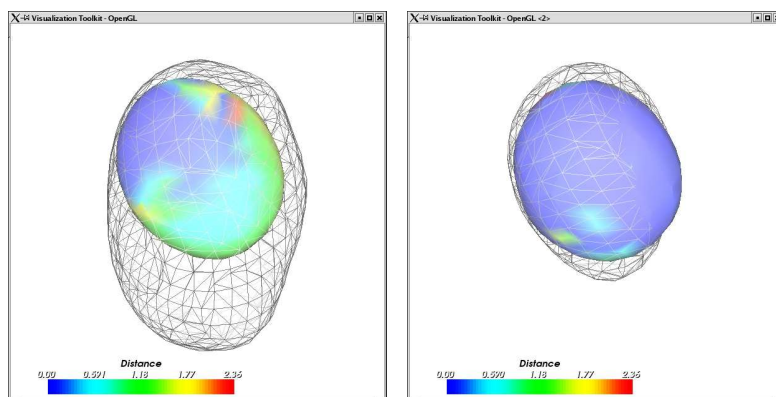 Visualization Toolkit - OpenGL
Distance
0.00 0.591 1.18 1.77 2.36
Visualization Toolkit - OpenGL <2>
Distance
0.00 0.590 1.18 1.77 2.36